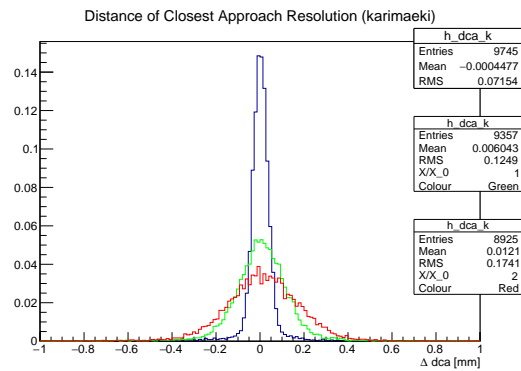 Distance of Closest Approach Resolution (karimaeki)
h_dca_k
Entries 9745
Mean −0.0004477
RMS 0.07154
h_dca_k
Entries 9357
Mean 0.006043
RMS 0.1249
X/X_0 1
Colour Green
h_dca_k
Entries 8925
Mean 0.0121
RMS 0.1741
X/X_0 2
Colour Red
0.14
0.12
0.1
0.08
0.06
0.04
0.02
0
−1 −0.8 −0.6 −0.4 −0.2 0 0.2 0.4 0.6 0.8 1
Δ dca [mm]